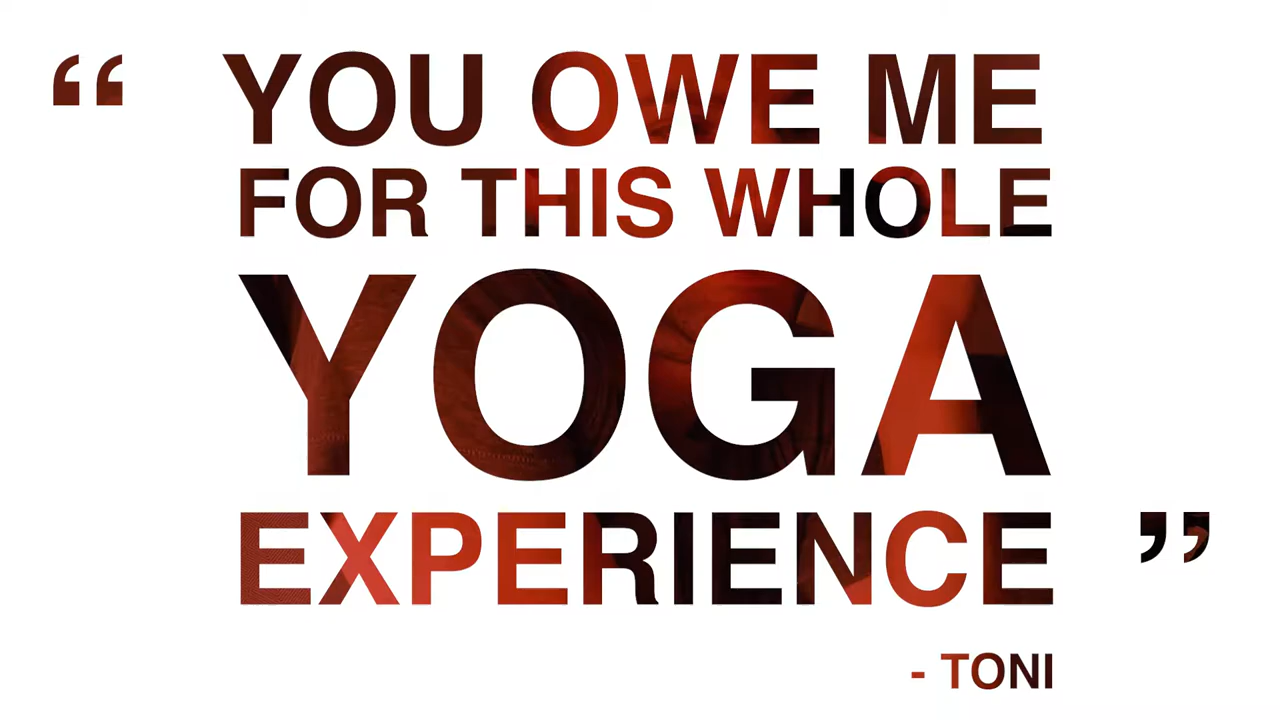 “ YOU OWE ME
FOR THIS WHOLE
YOGA
EXPERIENCE ”
- TONI